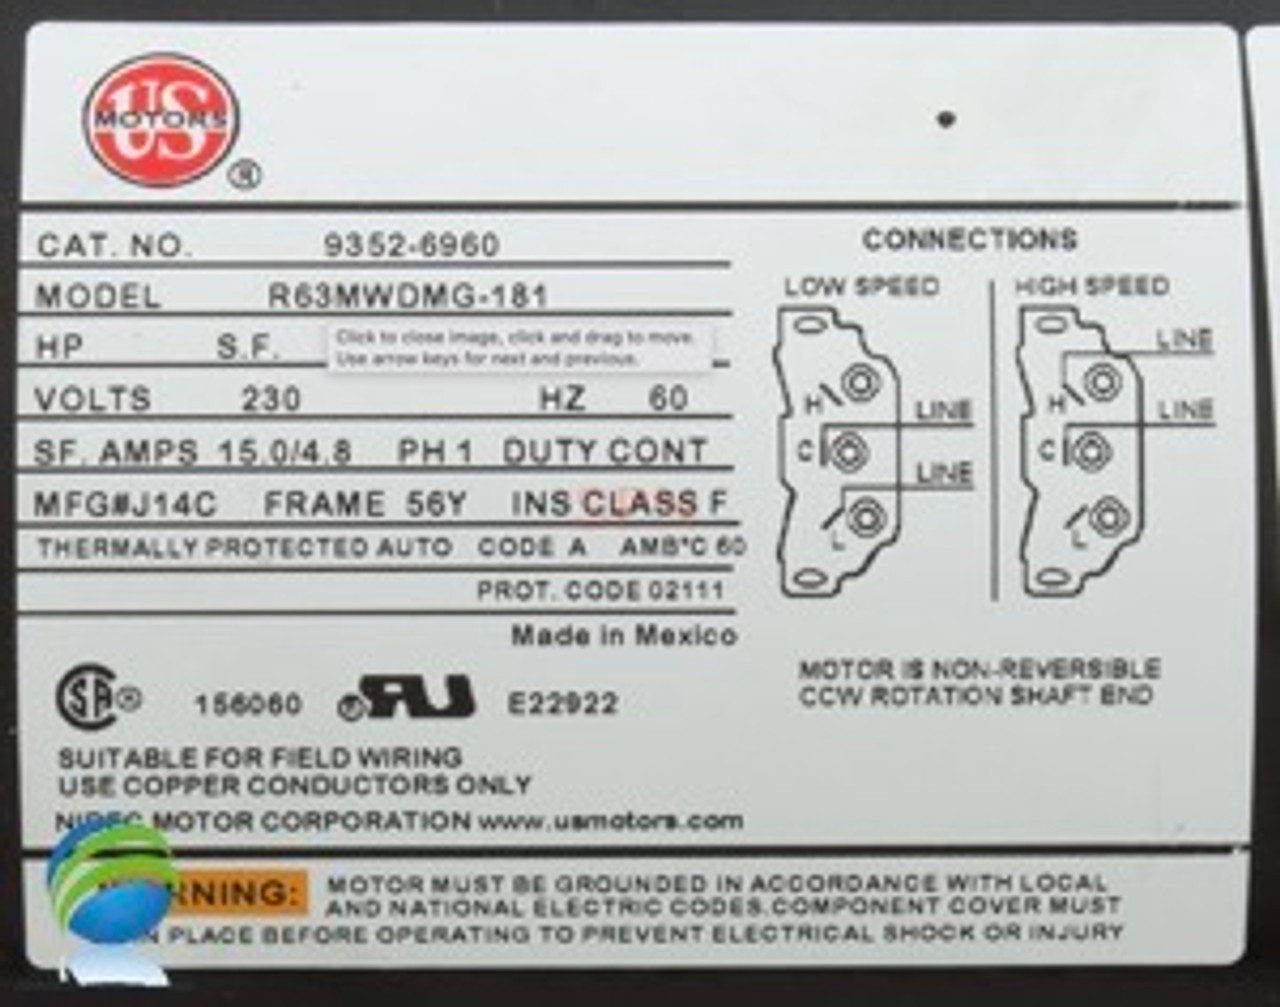 US
MOTORS
®
CAT. NO. 9352-6960
MODEL R63MWDMG-181
HP S.F.
Click to close image, click and drag to move.
Use arrow keys for next and previous.
VOLTS 230 HZ 60
SF. AMPS 15.0/4.8 PH 1 DUTY CONT
MFG#J14C FRAME 56Y INS CLASS F
THERMALLY PROTECTED AUTO CODE A AMB°C 60
PROT. CODE 02111
Made in Mexico
SA ® 156060 RU E22922
SUITABLE FOR FIELD WIRING
USE COPPER CONDUCTORS ONLY
MOTOR CORPORATION www.usmotors.com
CONNECTIONS
LOW SPEED
H
LINE
C
LINE
L
HIGH SPEED
LINE
H
LINE
C
L
MOTOR IS NON-REVERSIBLE
CCW ROTATION SHAFT END
WARNING: MOTOR MUST BE GROUNDED IN ACCORDANCE WITH LOCAL
AND NATIONAL ELECTRIC CODES.COMPONENT COVER MUST
IN PLACE BEFORE OPERATING TO PREVENT ELECTRICAL SHOCK OR INJURY